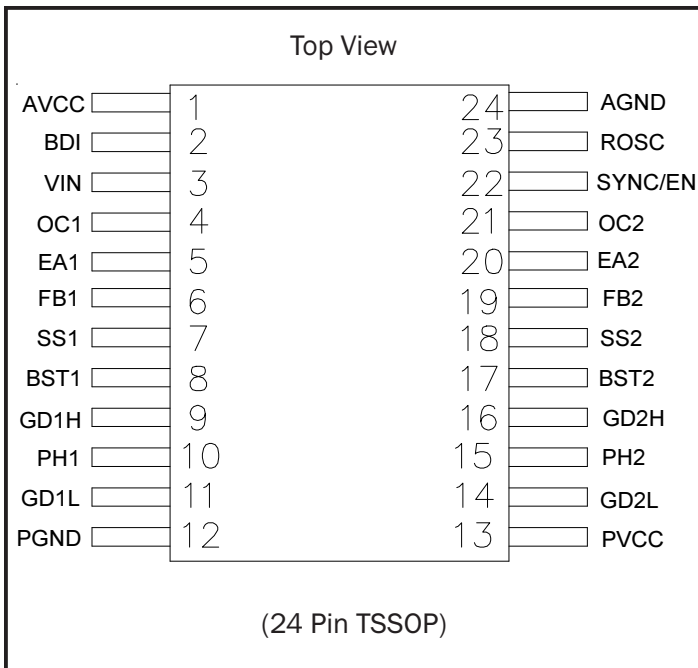 Top View
AVCC 1 24 AGND
BDI 2 23 ROSC
VIN 3 22 SYNC/EN
OC1 4 21 OC2
EA1 5 20 EA2
FB1 6 19 FB2
SS1 7 18 SS2
BST1 8 17 BST2
GD1H 9 16 GD2H
PH1 10 15 PH2
GD1L 11 14 GD2L
PGND 12 13 PVCC
(24 Pin TSSOP)